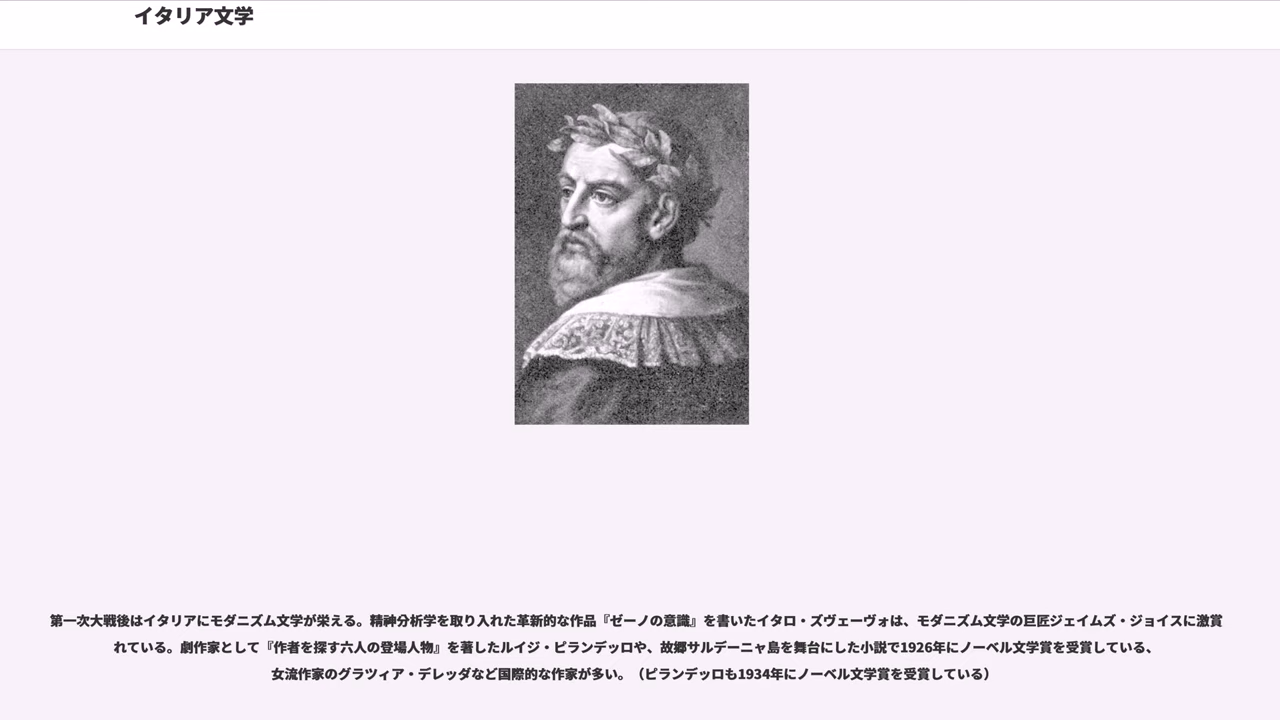 イタリア文学
第一次大戦後はイタリアにモダニズム文学が栄える。精神分析学を取り入れた革新的な作品『ゼーノの意識』を書いたイタロ・ズヴェーヴォは、モダニズム文学の巨匠ジェイムズ・ジョイスに激賞
れている。劇作家として『作者を探す六人の登場人物』を著したルイジ・ピランデッロや、故郷サルデーニャ島を舞台にした小説で1926年にノーベル文学賞を受賞している、
女流作家のグラツィア・デレッダなど国際的な作家が多い。（ピランデッロも1934年にノーベル文学賞を受賞している）